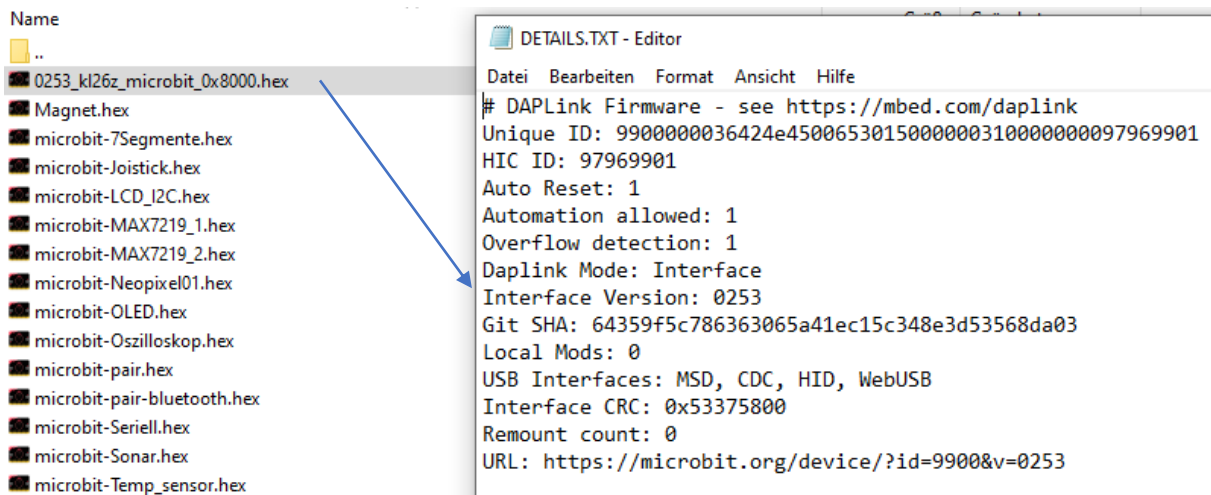 Name
..
0253_kl26z_microbit_0x8000.hex
Magnet.hex
microbit-7Segmente.hex
microbit-Joistick.hex
microbit-LCD_I2C.hex
microbit-MAX7219_1.hex
microbit-MAX7219_2.hex
microbit-Neopixel01.hex
microbit-OLED.hex
microbit-Oszilloskop.hex
microbit-pair.hex
microbit-pair-bluetooth.hex
microbit-Seriell.hex
microbit-Sonar.hex
microbit-Temp_sensor.hex
DETAILS.TXT - Editor
Datei Bearbeiten Format Ansicht Hilfe
# DAPLink Firmware - see https://mbed.com/daplink
Unique ID: 9900000036424e4500653015000000310000000097969901
HIC ID: 97969901
Auto Reset: 1
Automation allowed: 1
Overflow detection: 1
Daplink Mode: Interface
Interface Version: 0253
Git SHA: 64359f5c786363065a41ec15c348e3d53568da03
Local Mods: 0
USB Interfaces: MSD, CDC, HID, WebUSB
Interface CRC: 0x53375800
Remount count: 0
URL: https://microbit.org/device/?id=9900&v=0253